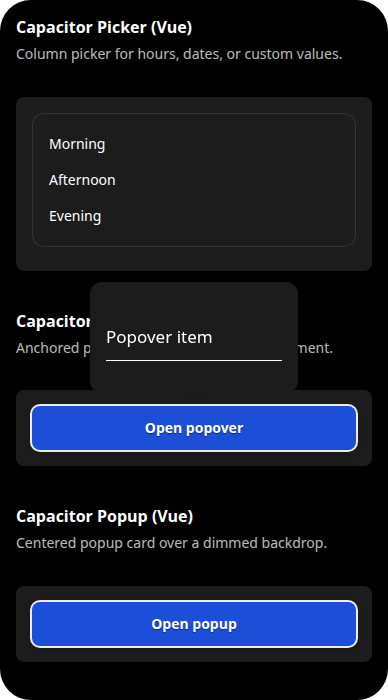 Capacitor Picker (Vue)
Column picker for hours, dates, or custom values.
Morning
Afternoon
Evening
Capacitor
Popover item
Anchored p
ment.
Open popover
Capacitor Popup (Vue)
Centered popup card over a dimmed backdrop.
Open popup